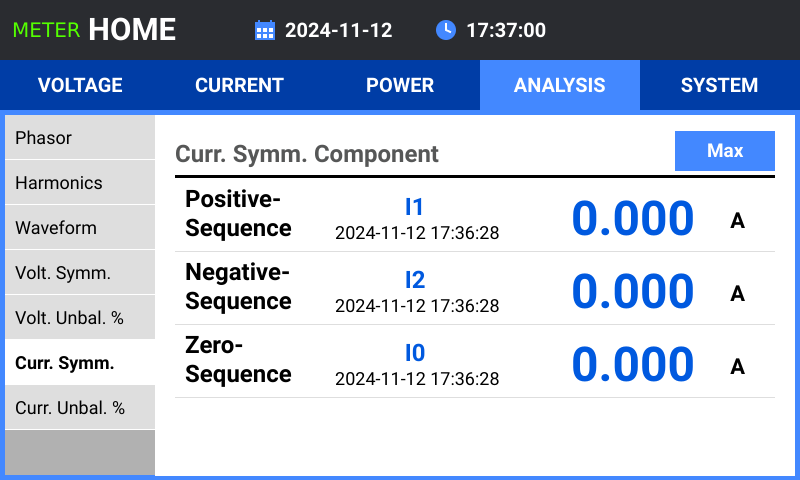 METER HOME 2024-11-12 17:37:00
VOLTAGE CURRENT POWER ANALYSIS SYSTEM
Phasor
Harmonics
Waveform
Volt. Symm.
Volt. Unbal. %
Curr. Symm.
Curr. Unbal. %
Curr. Symm. Component Max
Positive-
Sequence
I1
2024-11-12 17:36:28
0.000 A
Negative-
Sequence
I2
2024-11-12 17:36:28
0.000 A
Zero-
Sequence
I0
2024-11-12 17:36:28
0.000 A